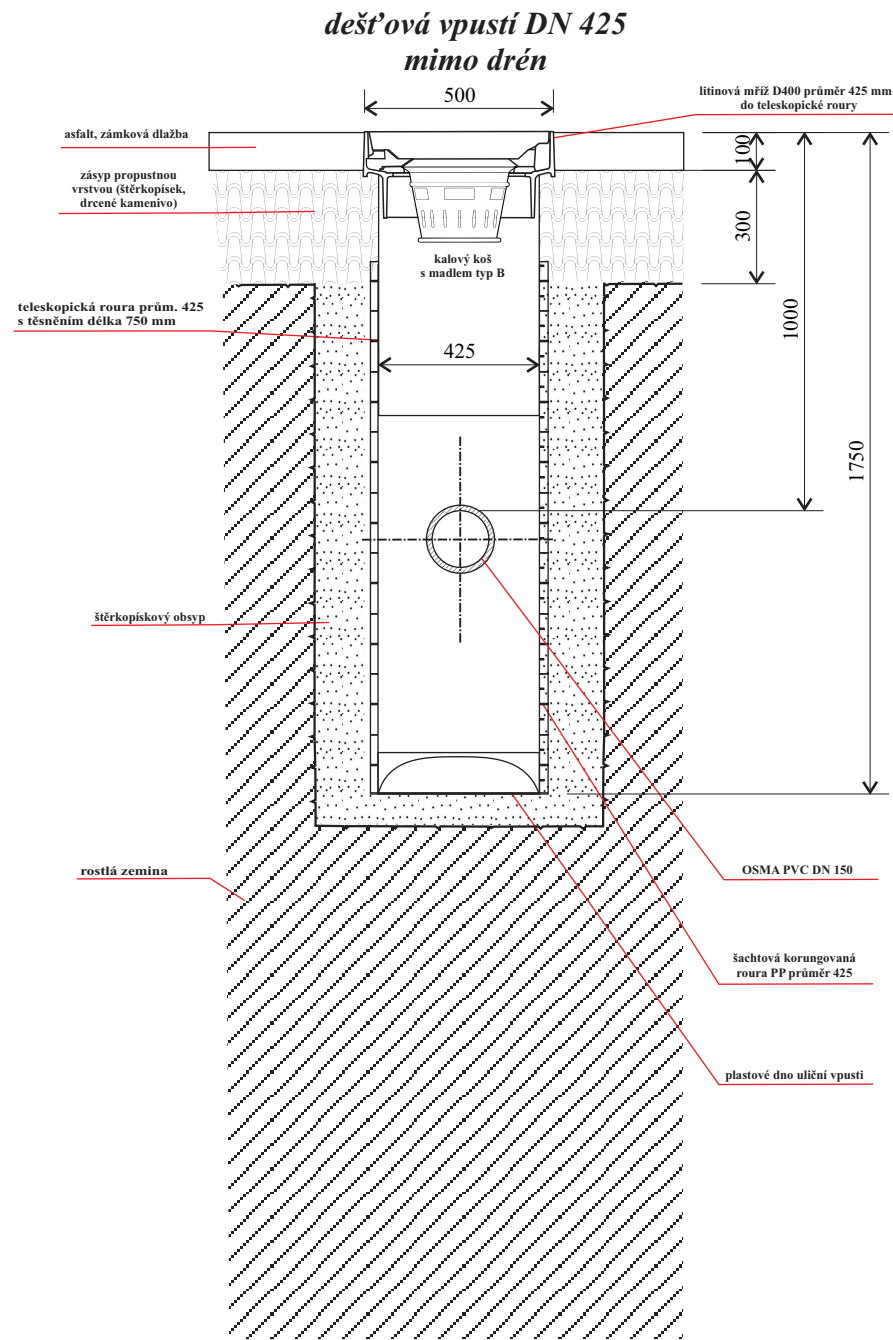 dešťová vpustí DN 425
mimo drén
500
litinová mříž D400 průměr 425 mm
do teleskopické roury
asfalt, zámková dlažba
100
zásyp propustnou
vrstvou (štěrkopísek,
drcené kamenivo)
300
kalový koš
s madlem typ B
1000
teleskopická roura prům. 425
s těsněním délka 750 mm
425
1750
štěrkopískový obsyp
rostlá zemina
OSMA PVC DN 150
šachtová korungovaná
roura PP průměr 425
plastové dno uliční vpusti